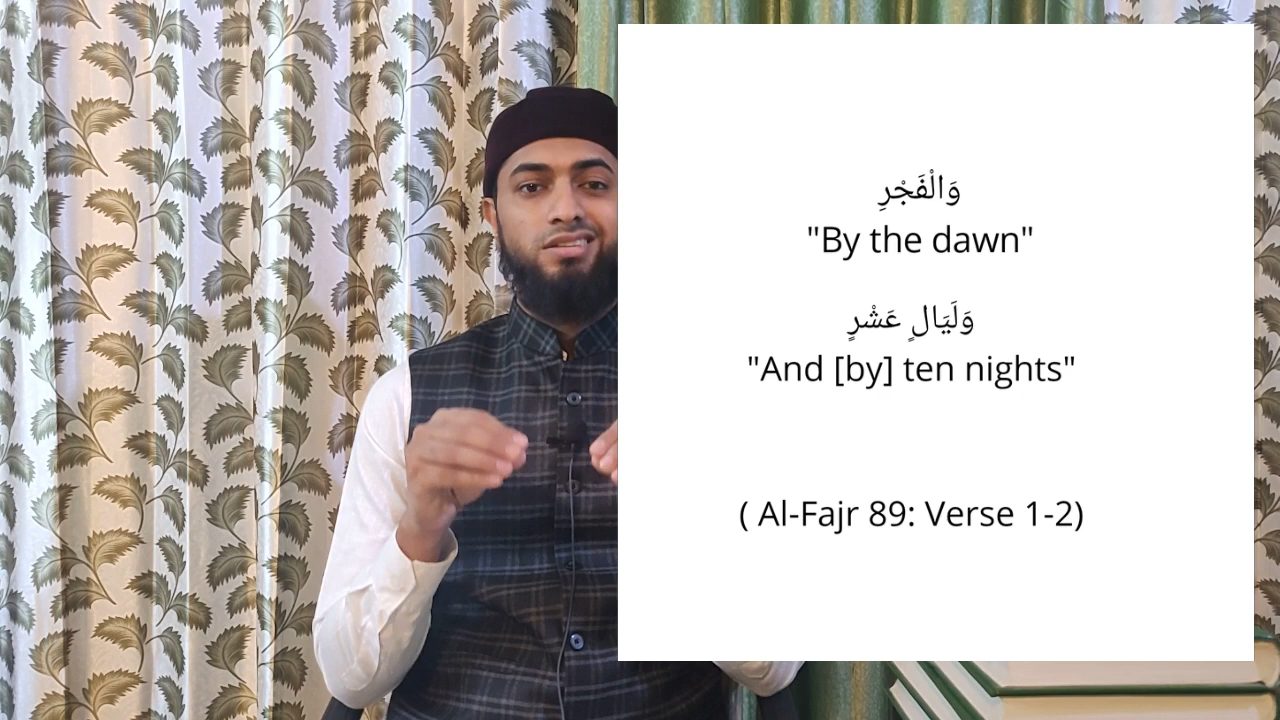 وَالْفَجْرِ
"By the dawn"
وَلَيَالٍ عَشْرٍ
"And [by] ten nights"
( Al-Fajr 89: Verse 1-2)